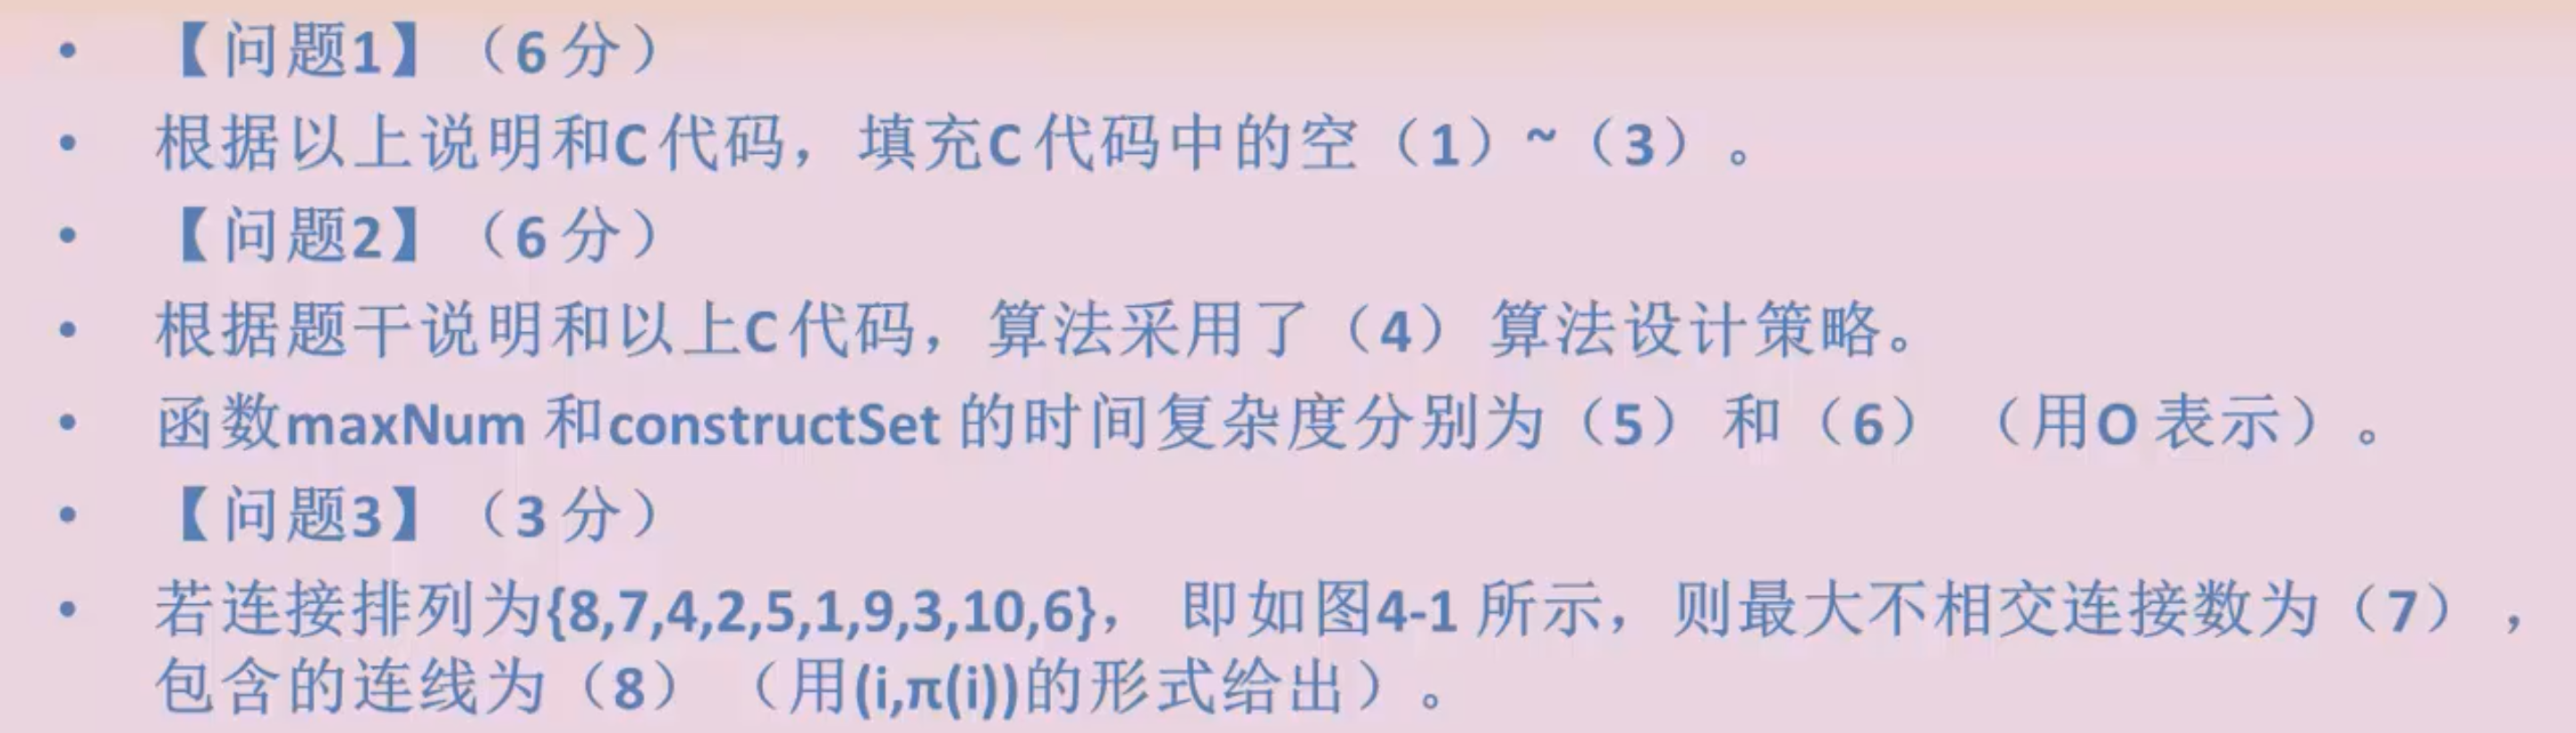 • 【问题1】（6分）
• 根据以上说明和C代码，填充C代码中的空（1）~（3）。
• 【问题2】（6分）
• 根据题干说明和以上C代码，算法采用了（4） 算法设计策略。
• 函数maxNum 和constructSet 的时间复杂度分别为（5） 和（6） （用O 表示）。
• 【问题3】（3分）
• 若连接排列为{8,7,4,2,5,1,9,3,10,6}， 即如图4-1 所示，则最大不相交连接数为（7） ，
包含的连线为（8） （用(i,π(i))的形式给出）。